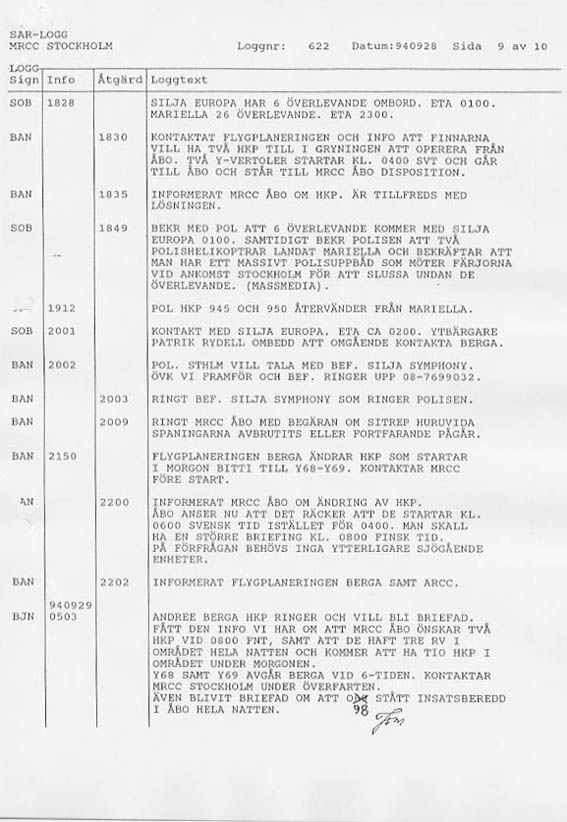 SAR-LOGG
MRCC STOCKHOLM Loggnr: 622 Datum:940928 Sida 9 av 10
LOGG
Sign Info Åtgärd Loggtext
SOB 1828 SILJA EUROPA HAR 6 ÖVERLEVANDE OMBORD. ETA 0100.
MARIELLA 26 ÖVERLEVANDE. ETA 2300.
BAN 1830 KONTAKTAT FLYGPLANERINGEN OCH INFO ATT FINNARNA
VILL HA TVÅ HKP TILL I GRYNINGEN ATT OPERERA FRÅN
ÅBO. TVÅ Y-VERTOLER STARTAR KL. 0400 SVT OCH GÅR
TILL ÅBO OCH STÅR TILL MRCC ÅBO DISPOSITION.
BAN 1835 INFORMERAT MRCC ÅBO OM HKP. ÄR TILLFREDS MED
LÖSNINGEN.
SOB 1849 BEKR MED POL ATT 6 ÖVERLEVANDE KOMMER MED SILJA
EUROPA 0100. SAMTIDIGT BEKR POLISEN ATT TVÅ
POLISHELIKOPTRAR LANDAT MARIELLA OCH BEKRÄFTAR ATT
MAN HAR ETT MASSIVT POLISUPPBÅD SOM MÖTER FÄRJORNA
VID ANKOMST STOCKHOLM FÖR ATT SLUSSA UNDAN DE
ÖVERLEVANDE. (MASSMEDIA).
1912 POL HKP 945 OCH 950 ÅTERVÄNDER FRÅN MARIELLA.
SOB 2001 KONTAKT MED SILJA EUROPA. ETA CA 0200. YTBÄRGARE
PATRIK RYDELL OMBEDD ATT OMGÅENDE KONTAKTA BERGA.
BAN 2002 POL. STHLM VILL TALA MED BEF. SILJA SYMPHONY.
ÖVK VI FRAMFÖR OCH BEF. RINGER UPP 08-7699032.
BAN 2003 RINGT BEF. SILJA SYMPHONY SOM RINGER POLISEN.
BAN 2009 RINGT MRCC ÅBO MED BEGÄRAN OM SITREP HURUVIDA
SPANINGARNA AVBRUTITS ELLER FORTFARANDE PÅGÅR.
BAN 2150 FLYGPLANERINGEN BERGA ÄNDRAR HKP SOM STARTAR
I MORGON BITTI TILL Y68-Y69. KONTAKTAR MRCC
FÖRE START.
AN 2200 INFORMERAT MRCC ÅBO OM ÄNDRING AV HKP.
ÅBO ANSER NU ATT DET RÄCKER ATT DE STARTAR KL.
0600 SVENSK TID ISTÄLLET FÖR 0400. MAN SKALL
HA EN STÖRRE BRIEFING KL. 0800 FINSK TID.
PÅ FÖRFRÅGAN BEHÖVS INGA YTTERLIGARE SJÖGÅENDE
ENHETER.
BAN 2202 INFORMERAT FLYGPLANERINGEN BERGA SAMT ARCC.
940929
BJN 0503 ANDREE BERGA HKP RINGER OCH VILL BLI BRIEFAD.
FÅTT DEN INFO VI HAR OM ATT MRCC ÅBO ÖNSKAR TVÅ
HKP VID 0800 FNT, SAMT ATT DE HAFT TRE RV I
OMRÅDET HELA NATTEN OCH KOMMER ATT HA TIO HKP I
OMRÅDET UNDER MORGONEN.
Y68 SAMT Y69 AVGÅR BERGA VID 6-TIDEN. KONTAKTAR
MRCC STOCKHOLM UNDER ÖVERFARTEN.
ÄVEN BLIVIT BRIEFAD OM ATT STÅTT INSATSBEREDD
I ÅBO HELA NATTEN. 98